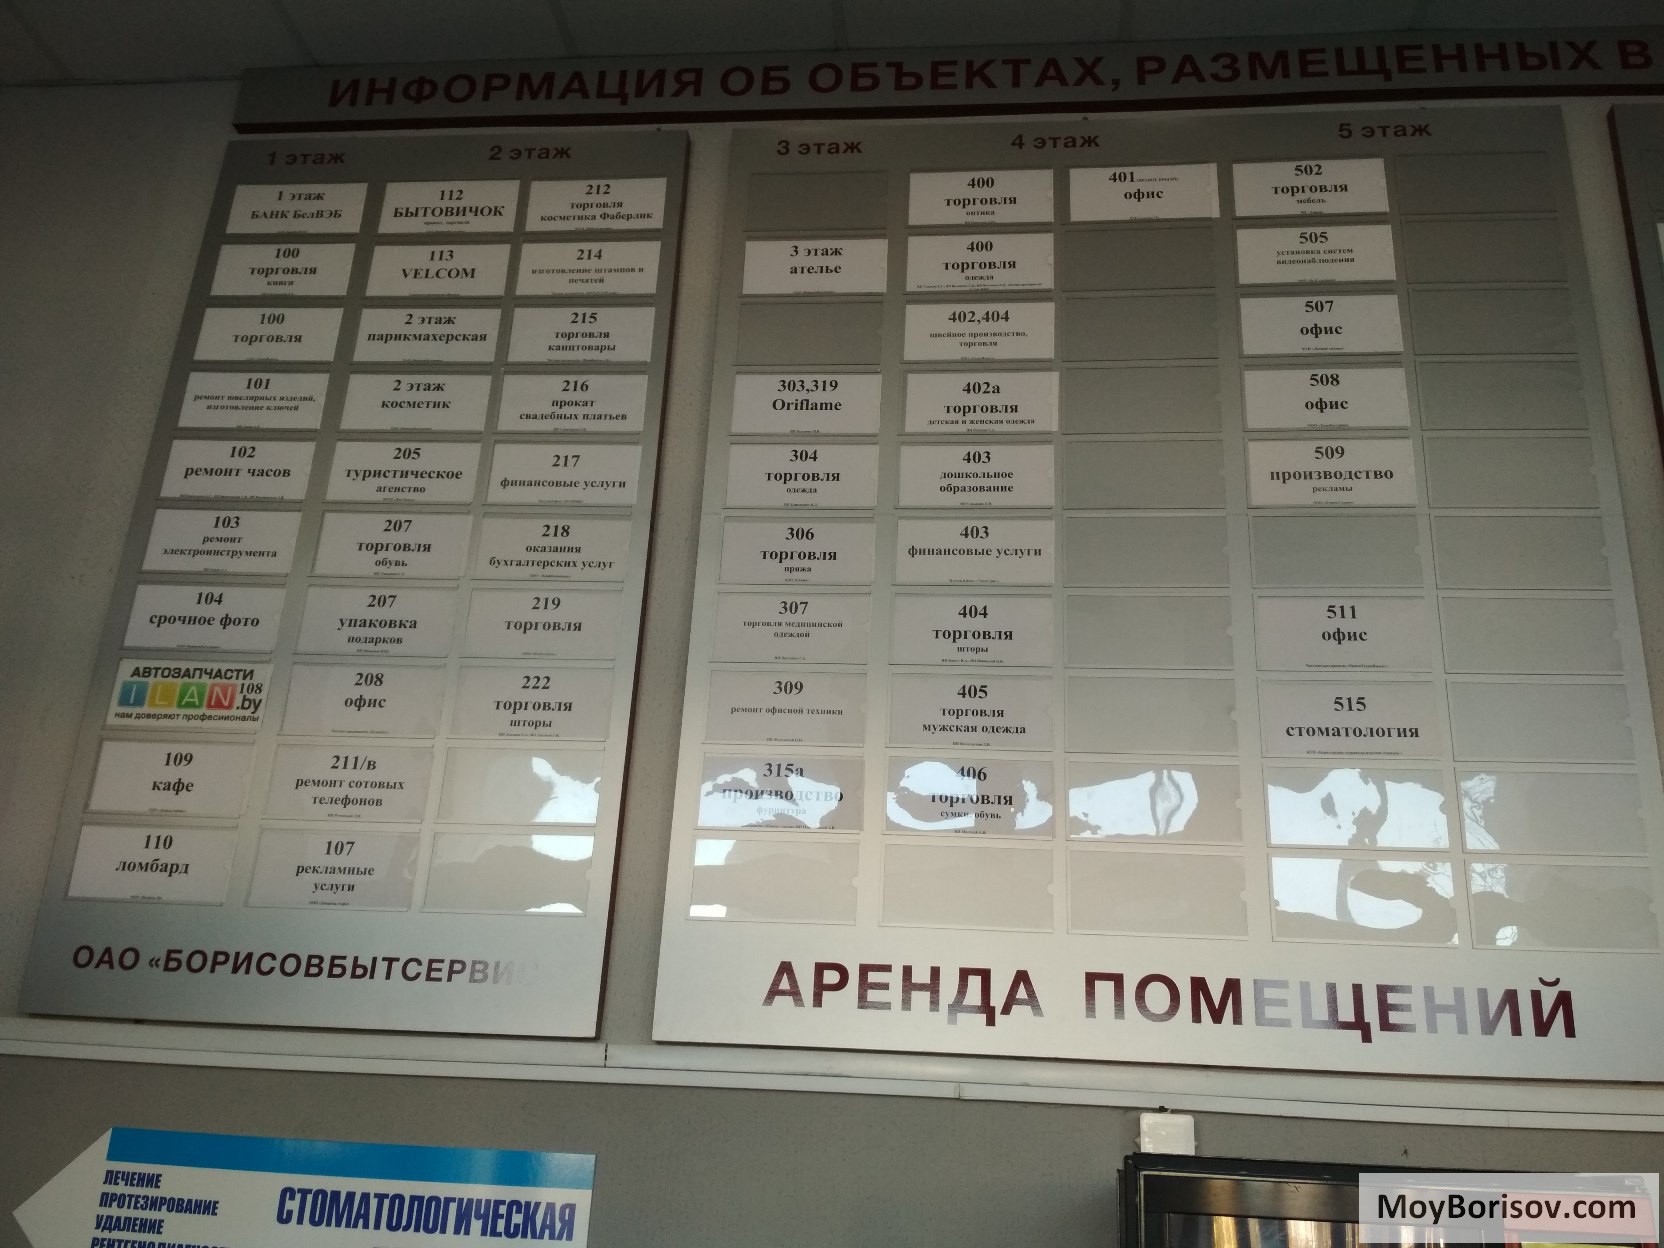 ИНФОРМАЦИЯ ОБ ОБЪЕКТАХ, РАЗМЕЩЕННЫХ В
1 этаж
2 этаж
1 этаж
БАНК БелВЭБ
100
торговля
книги
100
торговля
101
ремонт ювелирных изделий,
изготовление ключей
102
ремонт часов
103
ремонт
электроинструмента
104
срочное фото
АВТОЗАПЧАСТИ
ILAN 108 .by
нам доверяют профессионалы
109
кафе
110
ломбард
112
БЫТОВИЧОК
113
VELCOM
2 этаж
парикмахерская
2 этаж
косметик
205
туристическое
агенство
207
торговля
обувь
207
упаковка
подарков
208
офис
211/в
ремонт сотовых
телефонов
107
рекламные
услуги
212
торговля
косметика Фаберлик
214
изготовление штампов и
печатей
215
торговля
канцтовары
216
прокат
свадебных платьев
217
финансовые услуги
218
оказания
бухгалтерских услуг
219
торговля
222
торговля
шторы
ОАО «БОРИСОВБЫТСЕРВИС
3 этаж
4 этаж
5 этаж
3 этаж
ателье
303,319
Oriflame
304
торговля
одежда
306
торговля
пряжа
307
торговля медицинской
одеждой
309
ремонт офисной техники
315а
производство
фурнитура
400
торговля
оптика
400
торговля
одежда
402,404
швейное производство,
торговля
402а
торговля
детская и женская одежда
403
дошкольное
образование
403
финансовые услуги
404
торговля
шторы
405
торговля
мужская одежда
406
торговля
сумки, обувь
401
офис
502
торговля
мебель
505
установка систем
видеонаблюдения
507
офис
508
офис
509
производство
рекламы
511
офис
515
стоматология
АРЕНДА ПОМЕЩЕНИЙ
ЛЕЧЕНИЕ
ПРОТЕЗИРОВАНИЕ
УДАЛЕНИЕ
СТОМАТОЛОГИЧЕСКАЯ
MoyBorisov.com